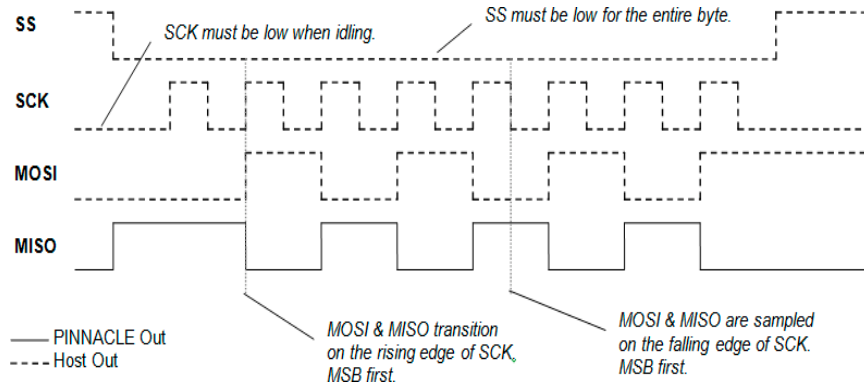 SS
SCK must be low when idling.
SS must be low for the entire byte.
SCK
MOSI
MISO
PINNACLE Out
Host Out
MOSI & MISO transition
on the rising edge of SCK,
MSB first.
MOSI & MISO are sampled
on the falling edge of SCK.
MSB first.